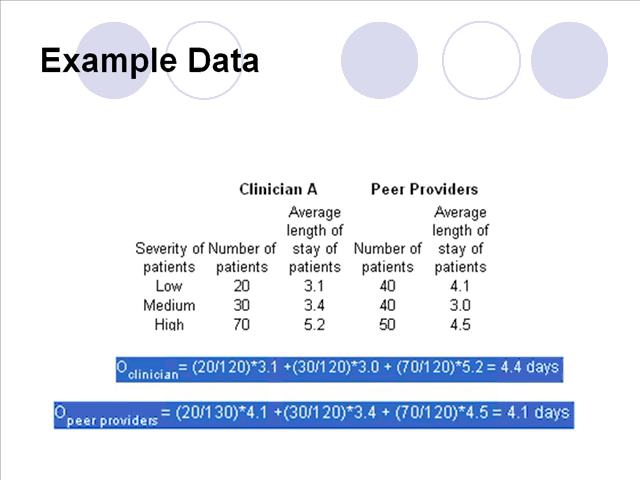 Example Data
Clinician A Peer Providers
Average Average
length of length of
Severity of Number of stay of Number of stay of
patients patients patients patients patients
Low 20 3.1 40 4.1
Medium 30 3.4 40 3.0
High 70 5.2 50 4.5
Oclinician= (20/120)*3.1 +(30/120)*3.0 + (70/120)*5.2 = 4.4 days
Opeer providers= (20/130)*4.1 +(30/120)*3.4 + (70/120)*4.5 = 4.1 days